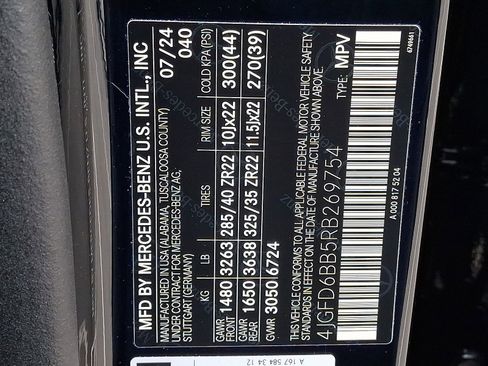 MFD BY MERCEDES-BENZ U.S. INTL., INC 07/24
MANUFACTURED IN USA (ALABAMA, TUSCALOOSA COUNTY) 040
UNDER CONTRACT FOR MERCEDES-BENZ AG,
STUTTGART (GERMANY)
KG LB TIRES RIM SIZE COLD KPA (PSI)
GAWR FRONT 1480 3263 285/40 ZR22 10JX22 300(44)
GAWR REAR 1650 3638 325/35 ZR22 11.5JX22 270(39)
GVWR 3050 6724
THIS VEHICLE CONFORMS TO ALL APPLICABLE FEDERAL MOTOR VEHICLE SAFETY
STANDARDS IN EFFECT ON THE DATE OF MANUFACTURE SHOWN ABOVE.
4JGFD6BB5RB269754 TYPE: MPV
A 000 817 52 04
6749661
A 167 584 34 12